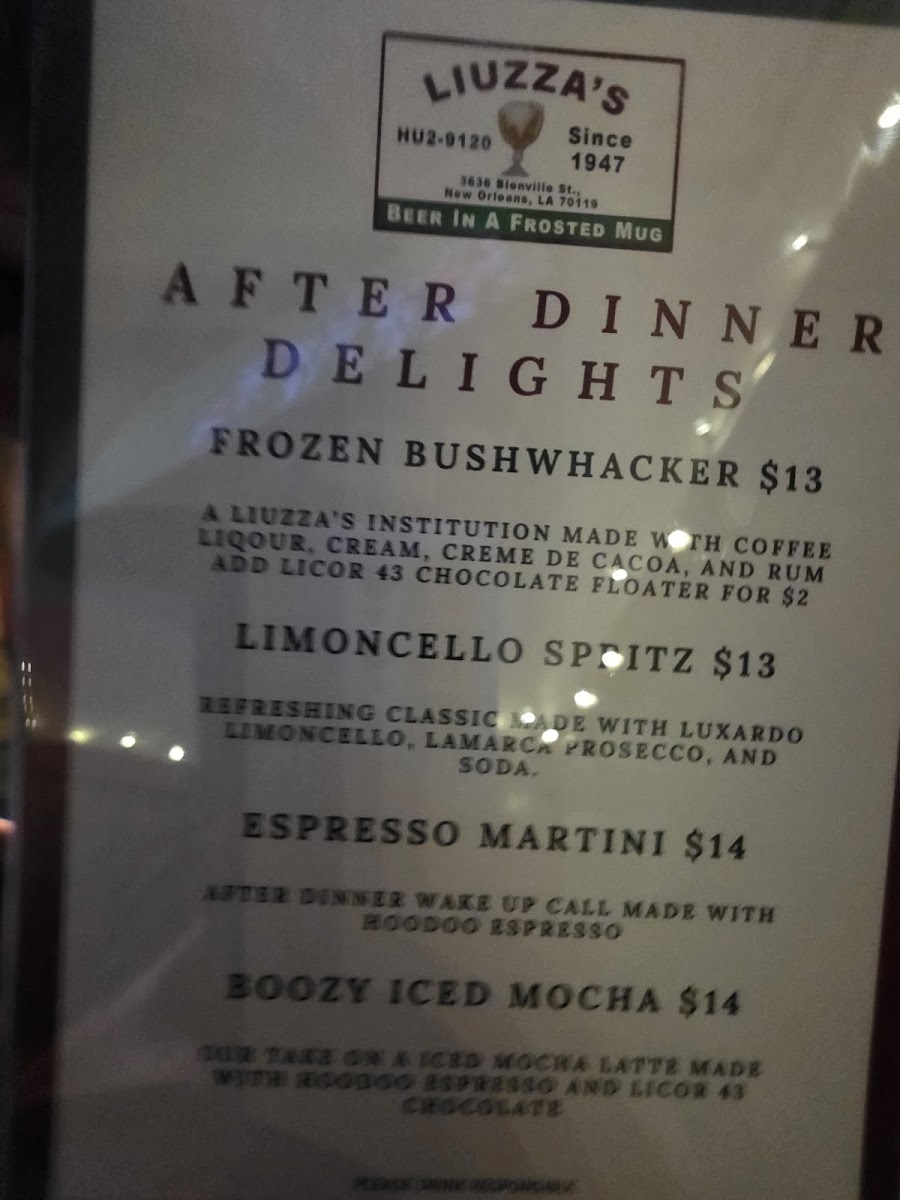 LIUZZA'S
HU2-9120
Since
1947
3636 Bienville St.,
New Orleans, LA 70119
BEER IN A FROSTED MUG
AFTER DINNER
DELIGHTS
FROZEN BUSHWHACKER $13
A LIUZZA'S INSTITUTION MADE WITH COFFEE
LIQOUR, CREAM, CREME DE CACOA, AND RUM
ADD LICOR 43 CHOCOLATE FLOATER FOR $2
LIMONCELLO SPRITZ $13
REFRESHING CLASSIC MADE WITH LUXARDO
LIMONCELLO, LAMARCA PROSECCO, AND
SODA.
ESPRESSO MARTINI $14
AFTER DINNER WAKE UP CALL MADE WITH
HOODOO ESPRESSO
BOOZY ICED MOCHA $14
OUR TAKE ON A ICED MOCHA LATTE MADE
WITH HOODOO ESPRESSO AND LICOR 43
CHOCOLATE
PLEASE DRINK RESPONSIBLY